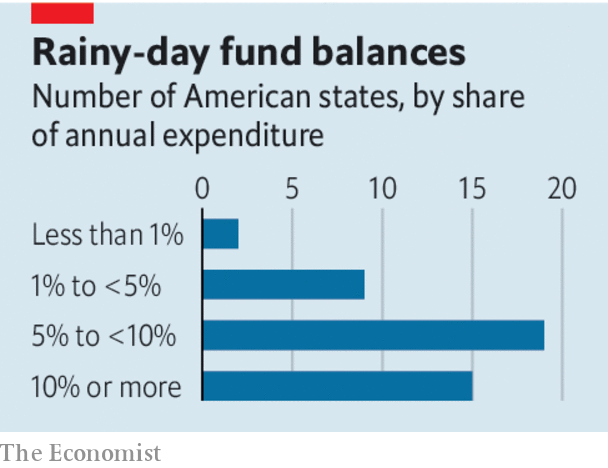 Rainy-day fund balances
Number of American states, by share
of annual expenditure
0 5 10 15 20
Less than 1%
1% to <5%
5% to <10%
10% or more
The Economist